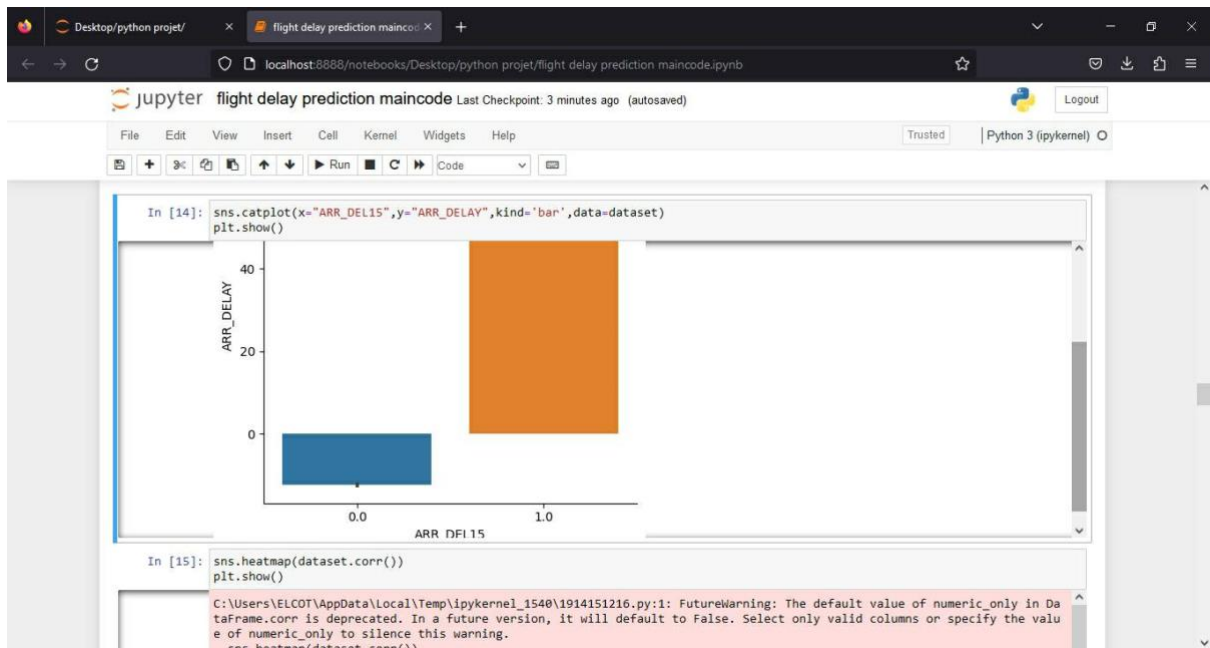 Desktop/python projet/
flight delay prediction maincod
localhost:8888/notebooks/Desktop/python projet/flight delay prediction maincode.ipynb
jupyter flight delay prediction maincode Last Checkpoint: 3 minutes ago (autosaved)
Logout
File Edit View Insert Cell Kernel Widgets Help
Trusted
Python 3 (ipykernel)
Run
Code
In [14]: sns.catplot(x="ARR_DEL15",y="ARR_DELAY",kind='bar',data=dataset)
plt.show()
40
20
0
ARR_DELAY
0.0 1.0
ARR_DEL15
In [15]: sns.heatmap(dataset.corr())
plt.show()
C:\Users\ELCOT\AppData\Local\Temp\ipykernel_1540\1914151216.py:1: FutureWarning: The default value of numeric_only in Da
taFrame.corr is deprecated. In a future version, it will default to False. Select only valid columns or specify the valu
e of numeric_only to silence this warning.
sns.heatmap(dataset.corr())